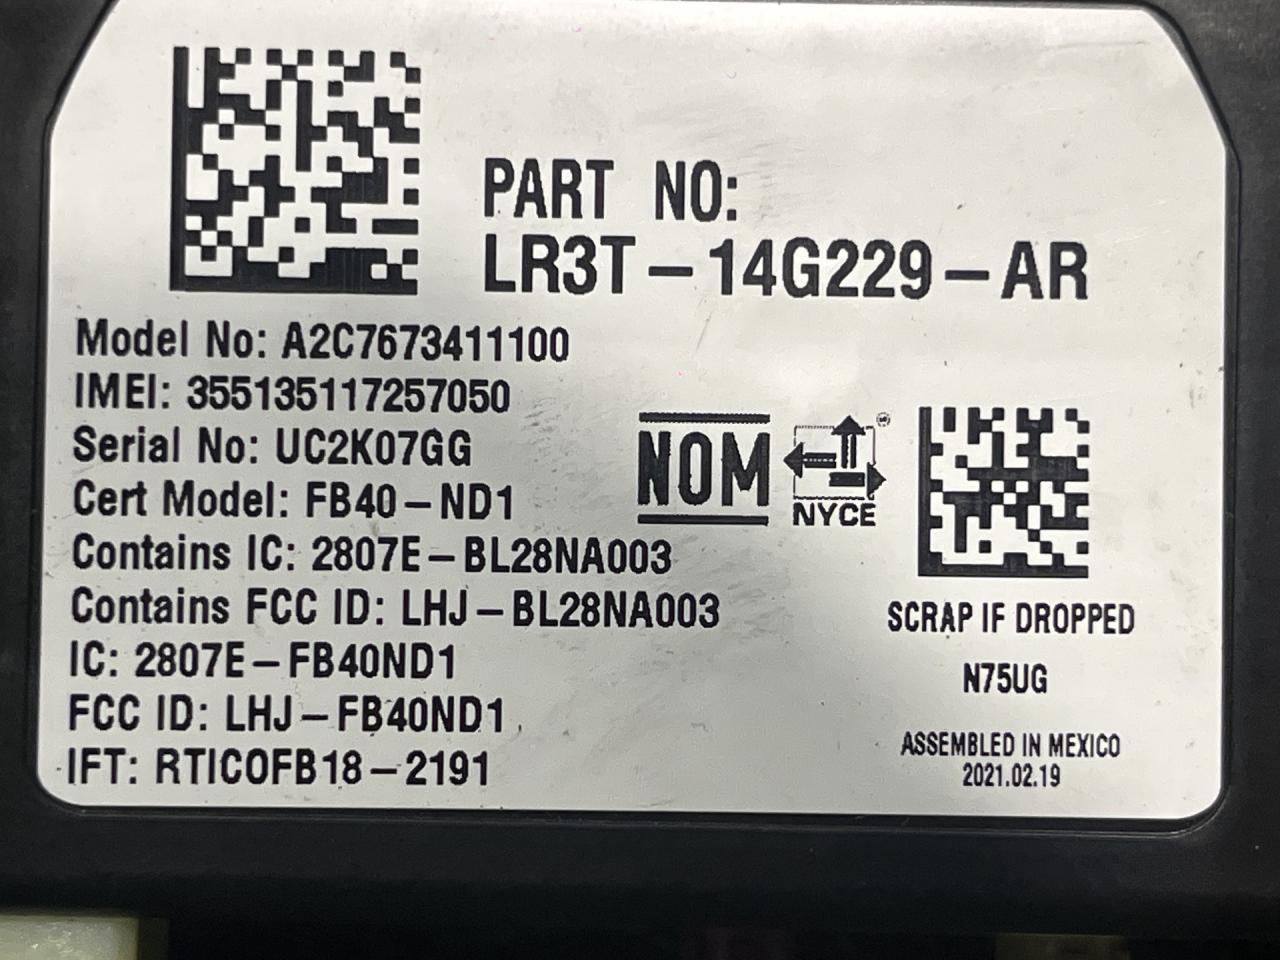 PART NO:
LR3T-14G229-AR
Model No: A2C7673411100
IMEI: 355135117257050
Serial No: UC2K07GG
Cert Model: FB40-ND1
Contains IC: 2807E-BL28NA003
Contains FCC ID: LHJ-BL28NA003
IC: 2807E-FB40ND1
FCC ID: LHJ-FB40ND1
IFT: RTICOFB18-2191
NOM
NYCE
SCRAP IF DROPPED
N75UG
ASSEMBLED IN MEXICO
2021.02.19